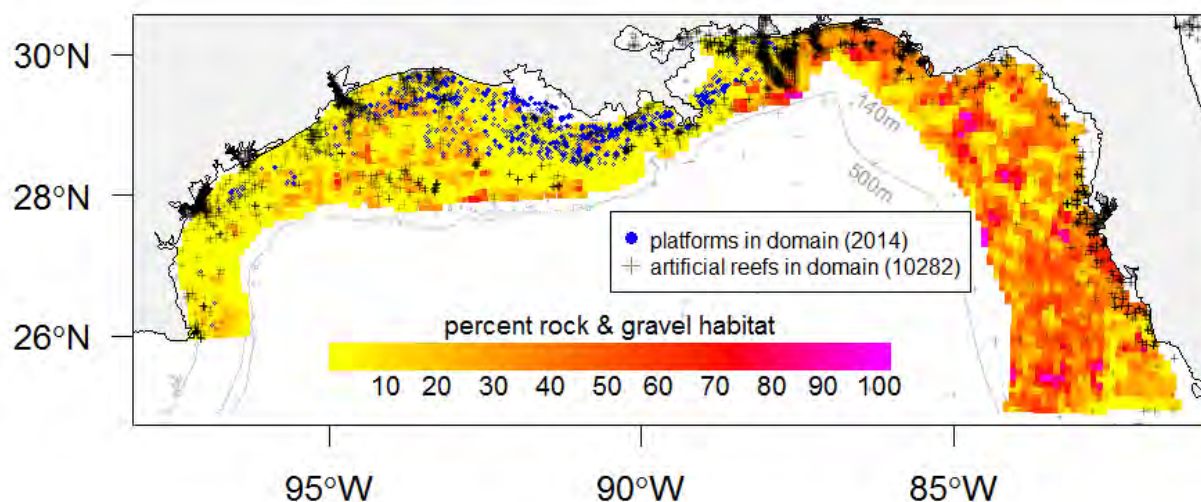 30°N
28°N
26°N
140m
500m
platforms in domain (2014)
artificial reefs in domain (10282)
percent rock & gravel habitat
10 20 30 40 50 60 70 80 90 100
95°W 90°W 85°W